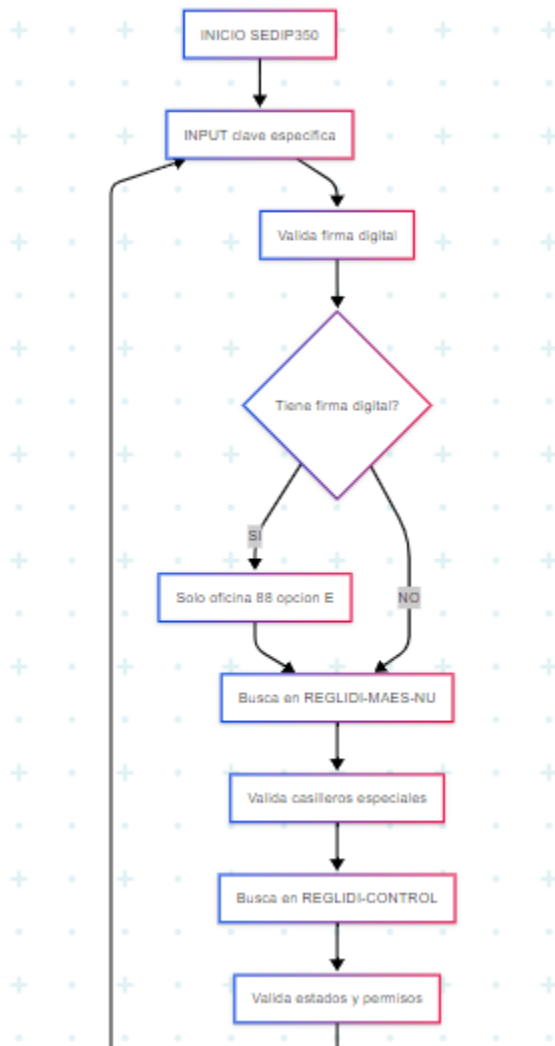 INICIO SEDIP350
INPUT clave especifica
Valida firma digital
Tiene firma digital?
SI
Solo oficina 88 opcion E
NO
Busca en REGLIDI-MAES-NU
Valida casilleros especiales
Busca en REGLIDI-CONTROL
Valida estados y permisos